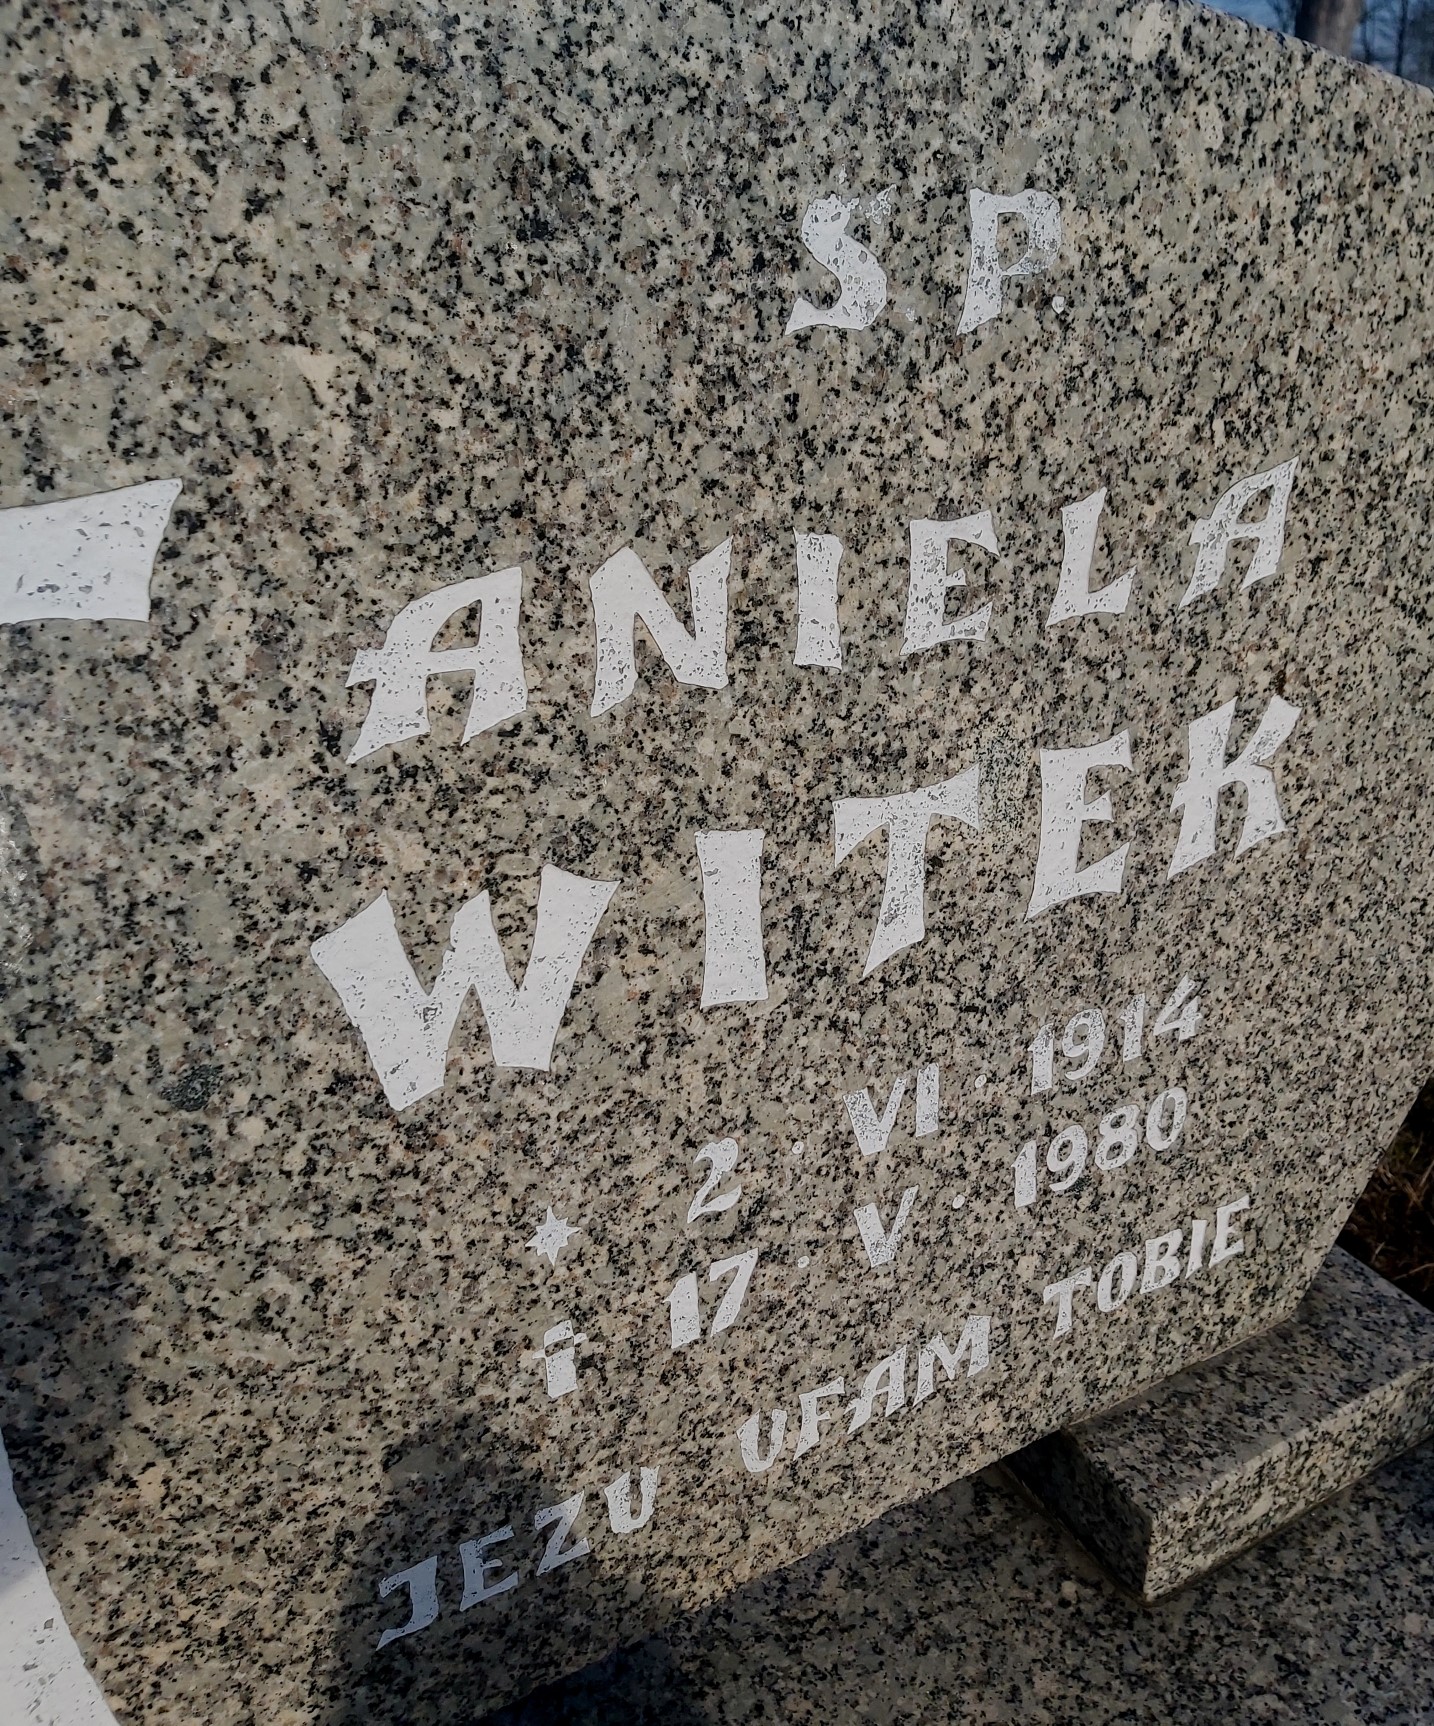 Ś.P.
ANIELA
WITEK
* 2 · VI · 1914
† 17 · V · 1980
JEZU UFAM TOBIE